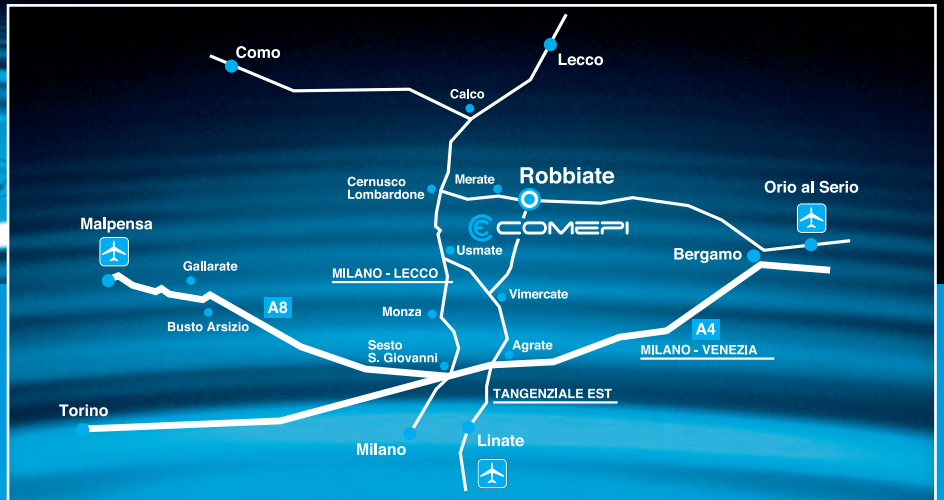 Como
Lecco
Calco
Cernusco
Lombardone
Merate
Robbiate
Orio al Serio
COMEPI
Malpensa
Usmate
Bergamo
Gallarate
MILANO - LECCO
Vimercate
A8
Busto Arsizio
Monza
A4
Sesto
S. Giovanni
Agrate
MILANO - VENEZIA
TANGENZIALE EST
Torino
Milano
Linate